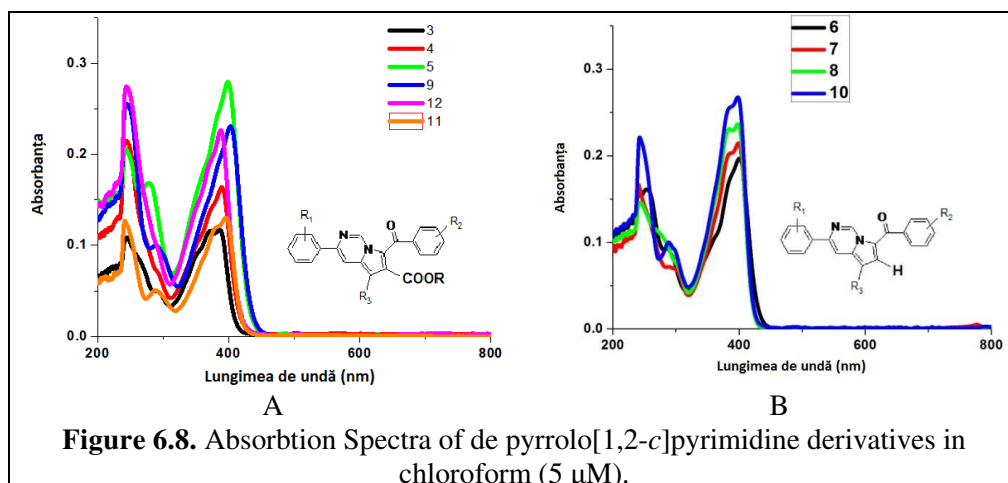 3
4
5
9
12
11
0.3
0.2
0.1
0.0
Absorbanța
R1
N
N
O
R2
R3
COOR
200
400
600
800
Lungimea de undă (nm)
A
6
7
8
10
0.3
0.2
0.1
0.0
Absorbanța
R1
N
N
O
R2
R3
H
200
400
600
800
Lungimea de undă (nm)
B
Figure 6.8. Absorbtion Spectra of de pyrrolo[1,2-c]pyrimidine derivatives in
chloroform (5 µM).